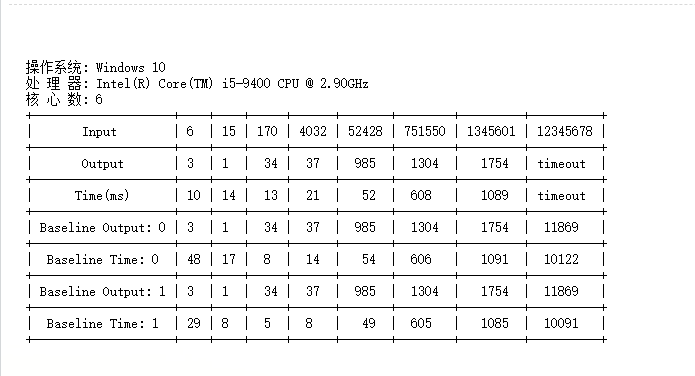 操作系统: Windows 10
处 理 器: Intel(R) Core(TM) i5-9400 CPU @ 2.90GHz
核 心 数: 6
Input | 6 | 15 | 170 | 4032 | 52428 | 751550 | 1345601 | 12345678
Output | 3 | 1 | 34 | 37 | 985 | 1304 | 1754 | timeout
Time(ms) | 10 | 14 | 13 | 21 | 52 | 608 | 1089 | timeout
Baseline Output: 0 | 3 | 1 | 34 | 37 | 985 | 1304 | 1754 | 11869
Baseline Time: 0 | 48 | 17 | 8 | 14 | 54 | 606 | 1091 | 10122
Baseline Output: 1 | 3 | 1 | 34 | 37 | 985 | 1304 | 1754 | 11869
Baseline Time: 1 | 29 | 8 | 5 | 8 | 49 | 605 | 1085 | 10091